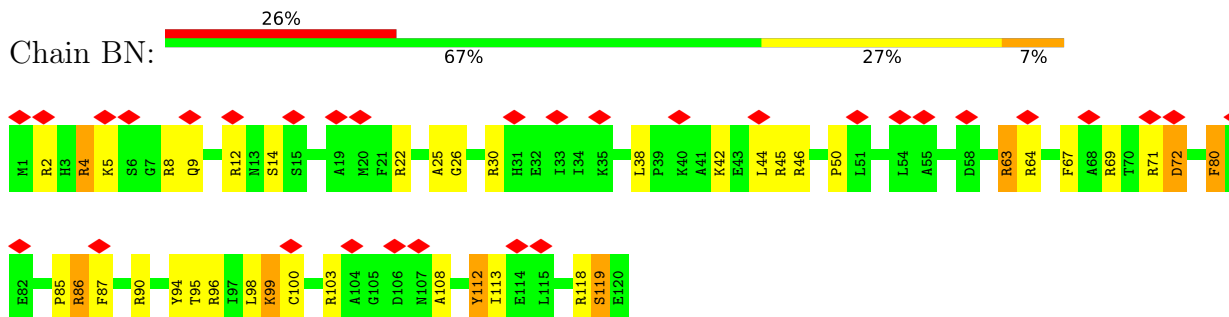 26%
Chain BN:
67% 27% 7%
M1 R2 H3 R4 K5 S6 G7 R8 Q9 R12 N13 S14 S15 A19 M20 F21 R22 A25 G26 R30 H31 E32 I33 I34 K35 L38 P39 K40 A41 K42 E43 L44 R45 R46 P50 L51 L54 A55 D58 R63 R64 F67 A68 R69 T70 R71 D72 F80
E82 P85 R86 F87 R90 Y94 T95 R96 I97 L98 K99 C100 R103 A104 G105 D106 N107 A108 Y112 I113 E114 L115 R118 S119 E120